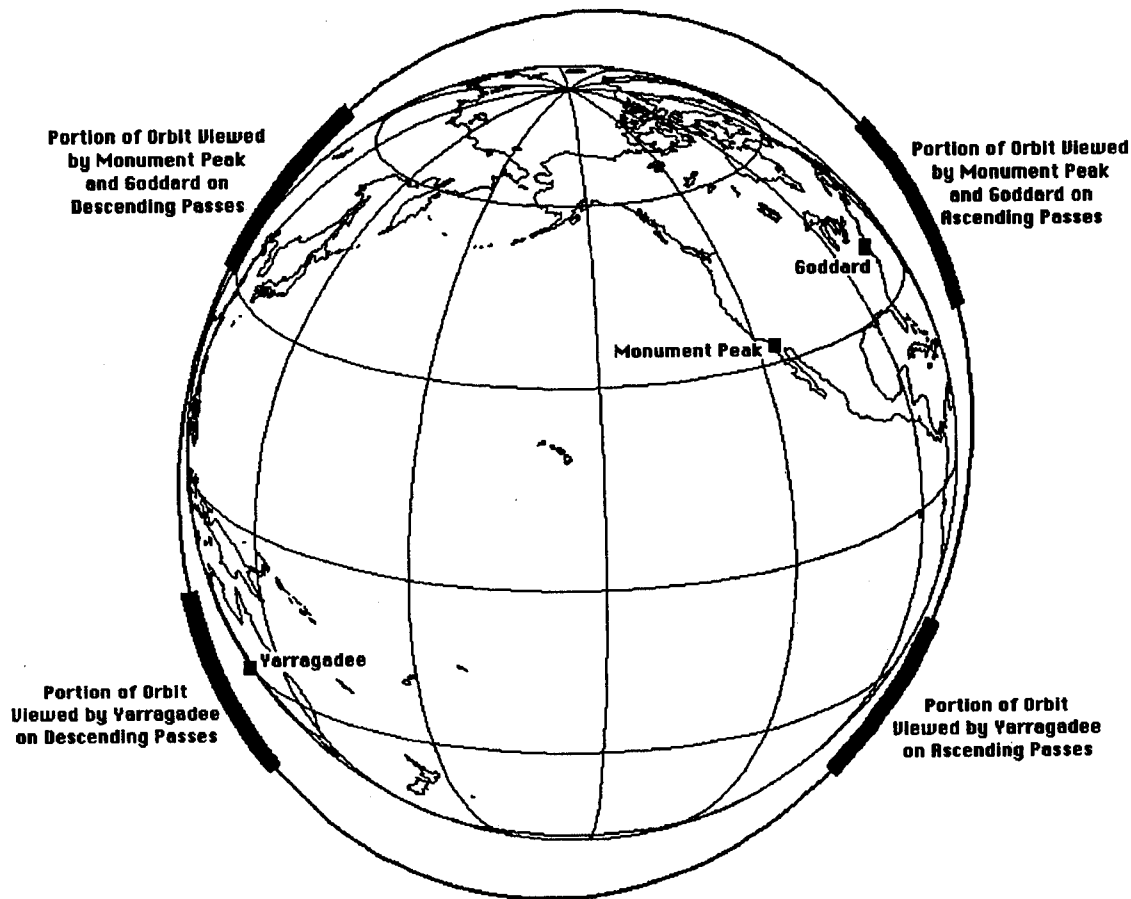 Portion of Orbit Viewed
by Monument Peak
and Goddard on
Descending Passes
Portion of Orbit Viewed
by Monument Peak
and Goddard on
Ascending Passes
Goddard
Monument Peak
Yarragadee
Portion of Orbit
Viewed by Yarragadee
on Descending Passes
Portion of Orbit
Viewed by Yarragadee
on Ascending Passes